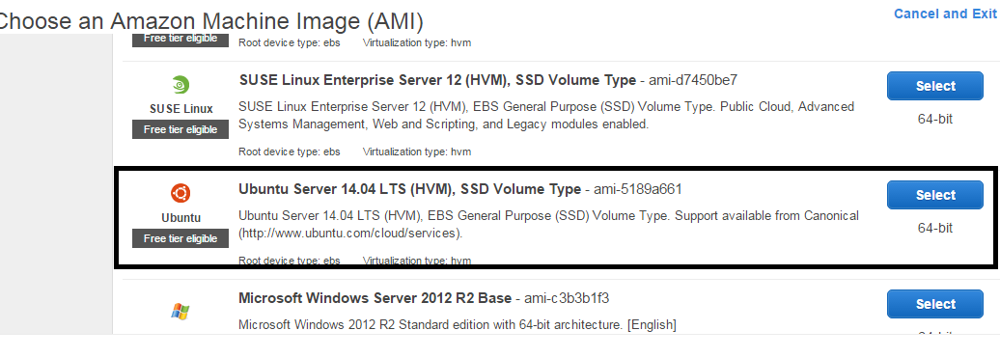 Choose an Amazon Machine Image (AMI)
Cancel and Exit
Free tier eligible
Root device type: ebs Virtualization type: hvm
SUSE Linux Enterprise Server 12 (HVM), SSD Volume Type - ami-d7450be7
Select
SUSE Linux
SUSE Linux Enterprise Server 12 (HVM), EBS General Purpose (SSD) Volume Type. Public Cloud, Advanced
Systems Management, Web and Scripting, and Legacy modules enabled.
64-bit
Free tier eligible
Root device type: ebs Virtualization type: hvm
Ubuntu Server 14.04 LTS (HVM), SSD Volume Type - ami-5189a661
Select
Ubuntu
Ubuntu Server 14.04 LTS (HVM), EBS General Purpose (SSD) Volume Type. Support available from Canonical
(http://www.ubuntu.com/cloud/services).
64-bit
Free tier eligible
Root device type: ebs Virtualization type: hvm
Microsoft Windows Server 2012 R2 Base - ami-c3b3b1f3
Select
Microsoft Windows 2012 R2 Standard edition with 64-bit architecture. [English]